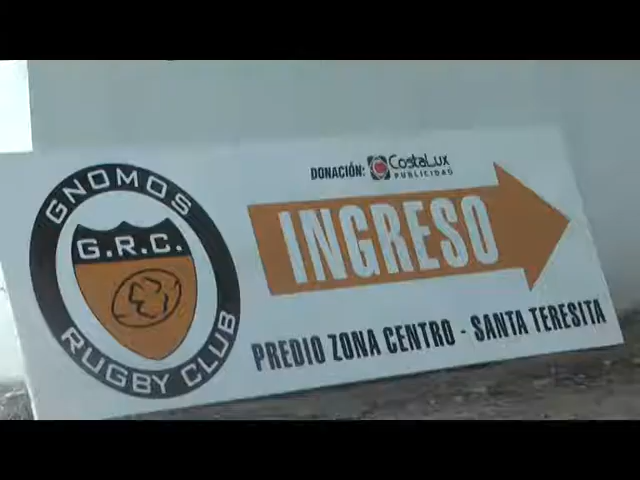 GNOMOS
G.R.C.
RUGBY CLUB
DONACIÓN: CostaLux
PUBLICIDAD
INGRESO
PREDIO ZONA CENTRO - SANTA TERESITA